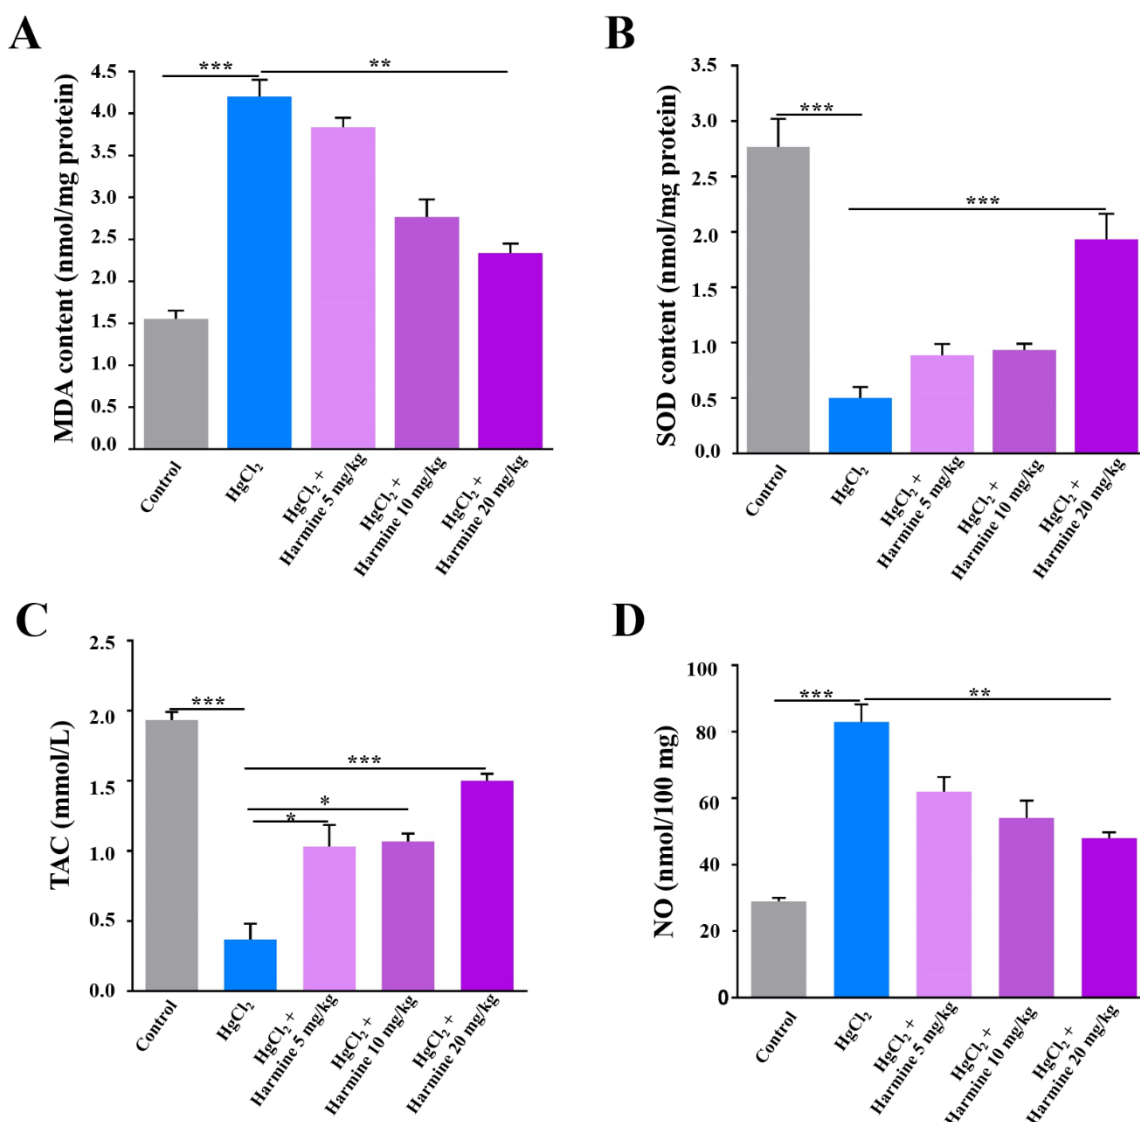 A
MDA content (nmol/mg protein)
4.5
4.0
3.5
3.0
2.5
2.0
1.5
1.0
0.5
0.0
***
**
Control
HgCl₂
HgCl₂ +
Harmine 5 mg/kg
HgCl₂ +
Harmine 10 mg/kg
HgCl₂ +
Harmine 20 mg/kg
B
SOD content (nmol/mg protein)
3.5
3.0
2.5
2.0
1.5
1.0
0.5
0.0
***
***
Control
HgCl₂
HgCl₂ +
Harmine 5 mg/kg
HgCl₂ +
Harmine 10 mg/kg
HgCl₂ +
Harmine 20 mg/kg
C
TAC (mmol/L)
2.5
2.0
1.5
1.0
0.5
0.0
***
***
*
*
Control
HgCl₂
HgCl₂ +
Harmine 5 mg/kg
HgCl₂ +
Harmine 10 mg/kg
HgCl₂ +
Harmine 20 mg/kg
D
NO (nmol/100 mg)
100
80
60
40
20
0
***
**
Control
HgCl₂
HgCl₂ +
Harmine 5 mg/kg
HgCl₂ +
Harmine 10 mg/kg
HgCl₂ +
Harmine 20 mg/kg